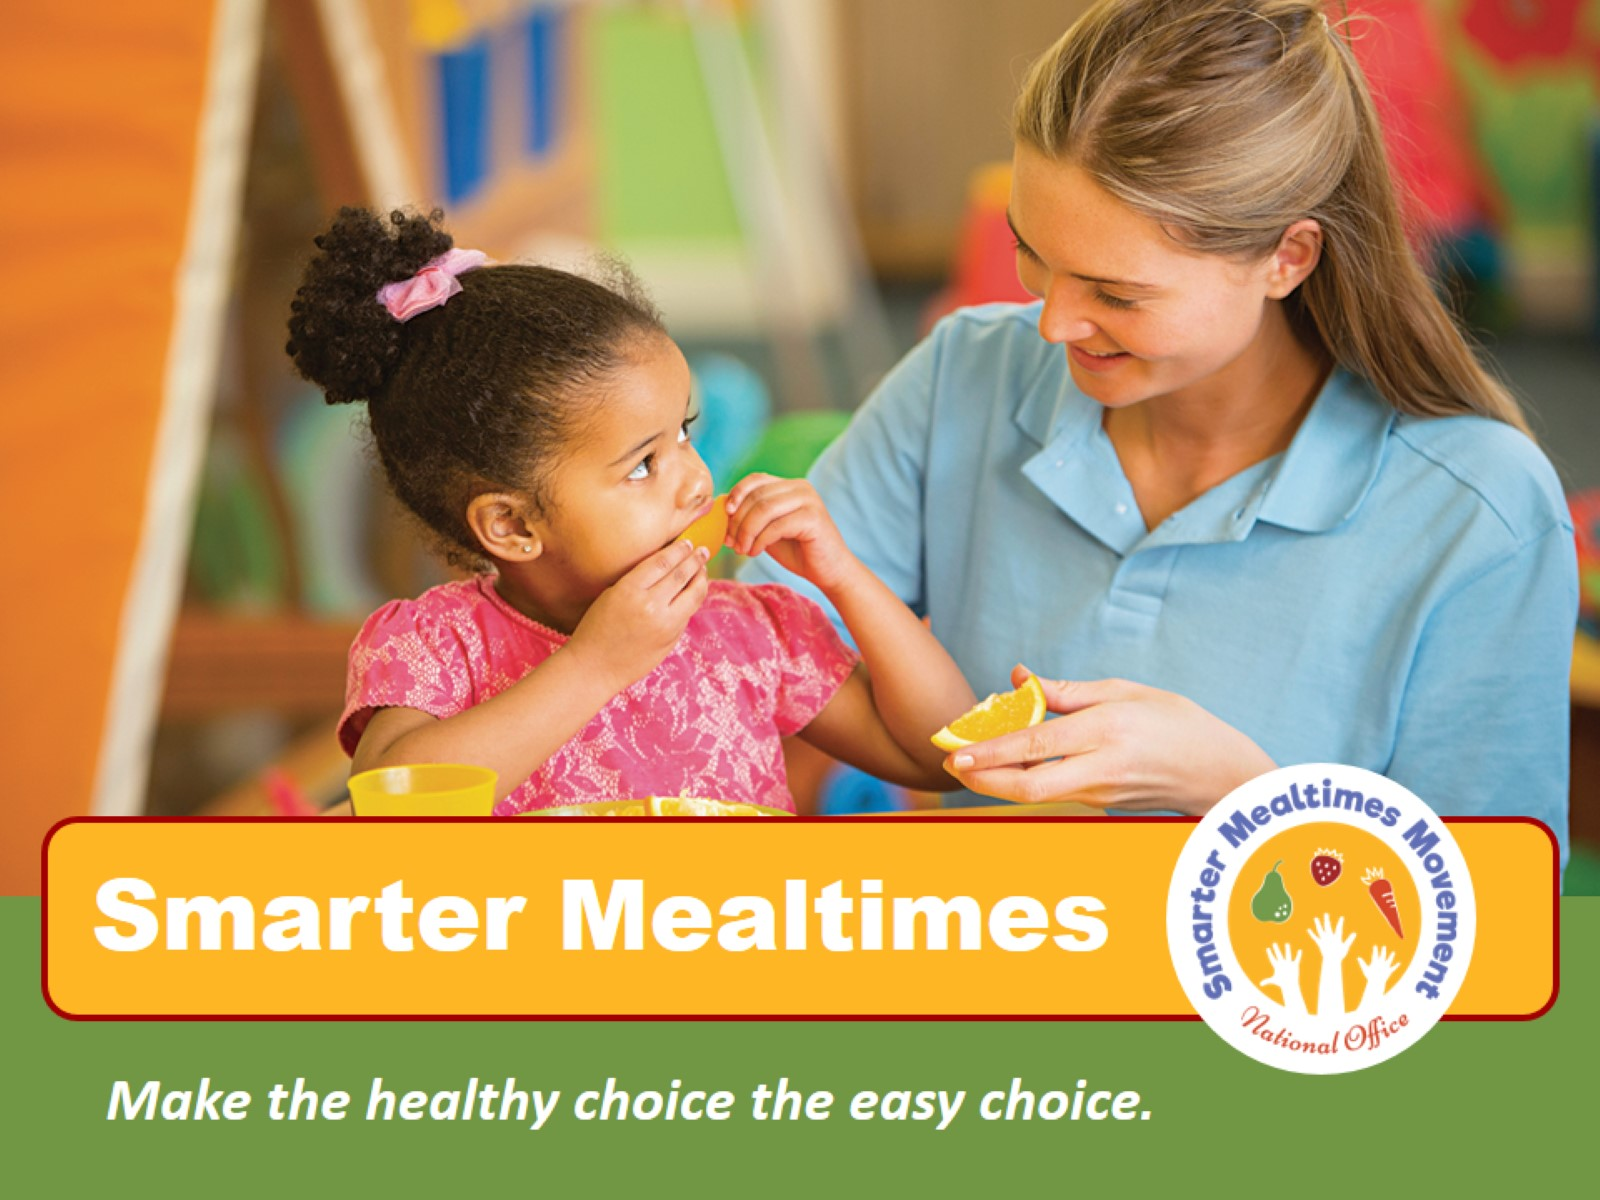 Smarter Mealtimes
Smarter Mealtimes Movement
National Office
Make the healthy choice the easy choice.